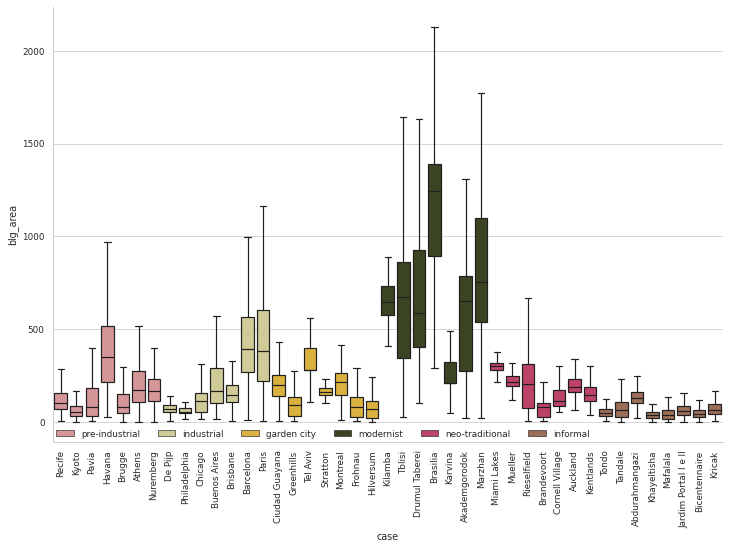 2000
1500
1000
500
0
blg_area
pre-industrial industrial garden city modernist neo-traditional informal
Recife Kyoto Pavia Havana Brugge Athens Nuremberg De Pijp Philadelphia Chicago Buenos Aires Brisbane Barcelona Paris Ciudad Guayana Greenhills Tel Aviv Stratton Montreal Frohnau Hilversum Kilamba Tbilisi Drumul Taberei Brasilia Karvina Akademgorodok Marzhan Miami Lakes Mueller Rieselfield Brandevoort Cornell Village Auckland Kentlands Tondo Tandale Abdurahmangazi Khayelitsha Mafalala Jardim Portal I e II Bicentennaire Kricak
case